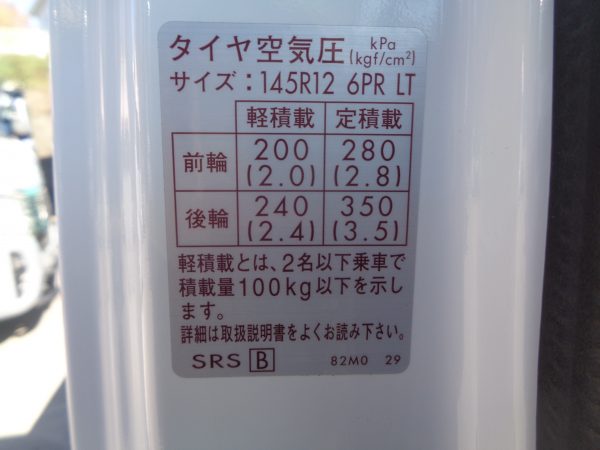 タイヤ空気圧 kPa
(kgf/cm²)
サイズ：145R12 6PR LT
軽積載 定積載
前輪 200 280
(2.0) (2.8)
後輪 240 350
(2.4) (3.5)
軽積載とは、2名以下乗車で
積載量100kg以下を示し
ます。
詳細は取扱説明書をよくお読み下さい。
SRS B 82M0 29